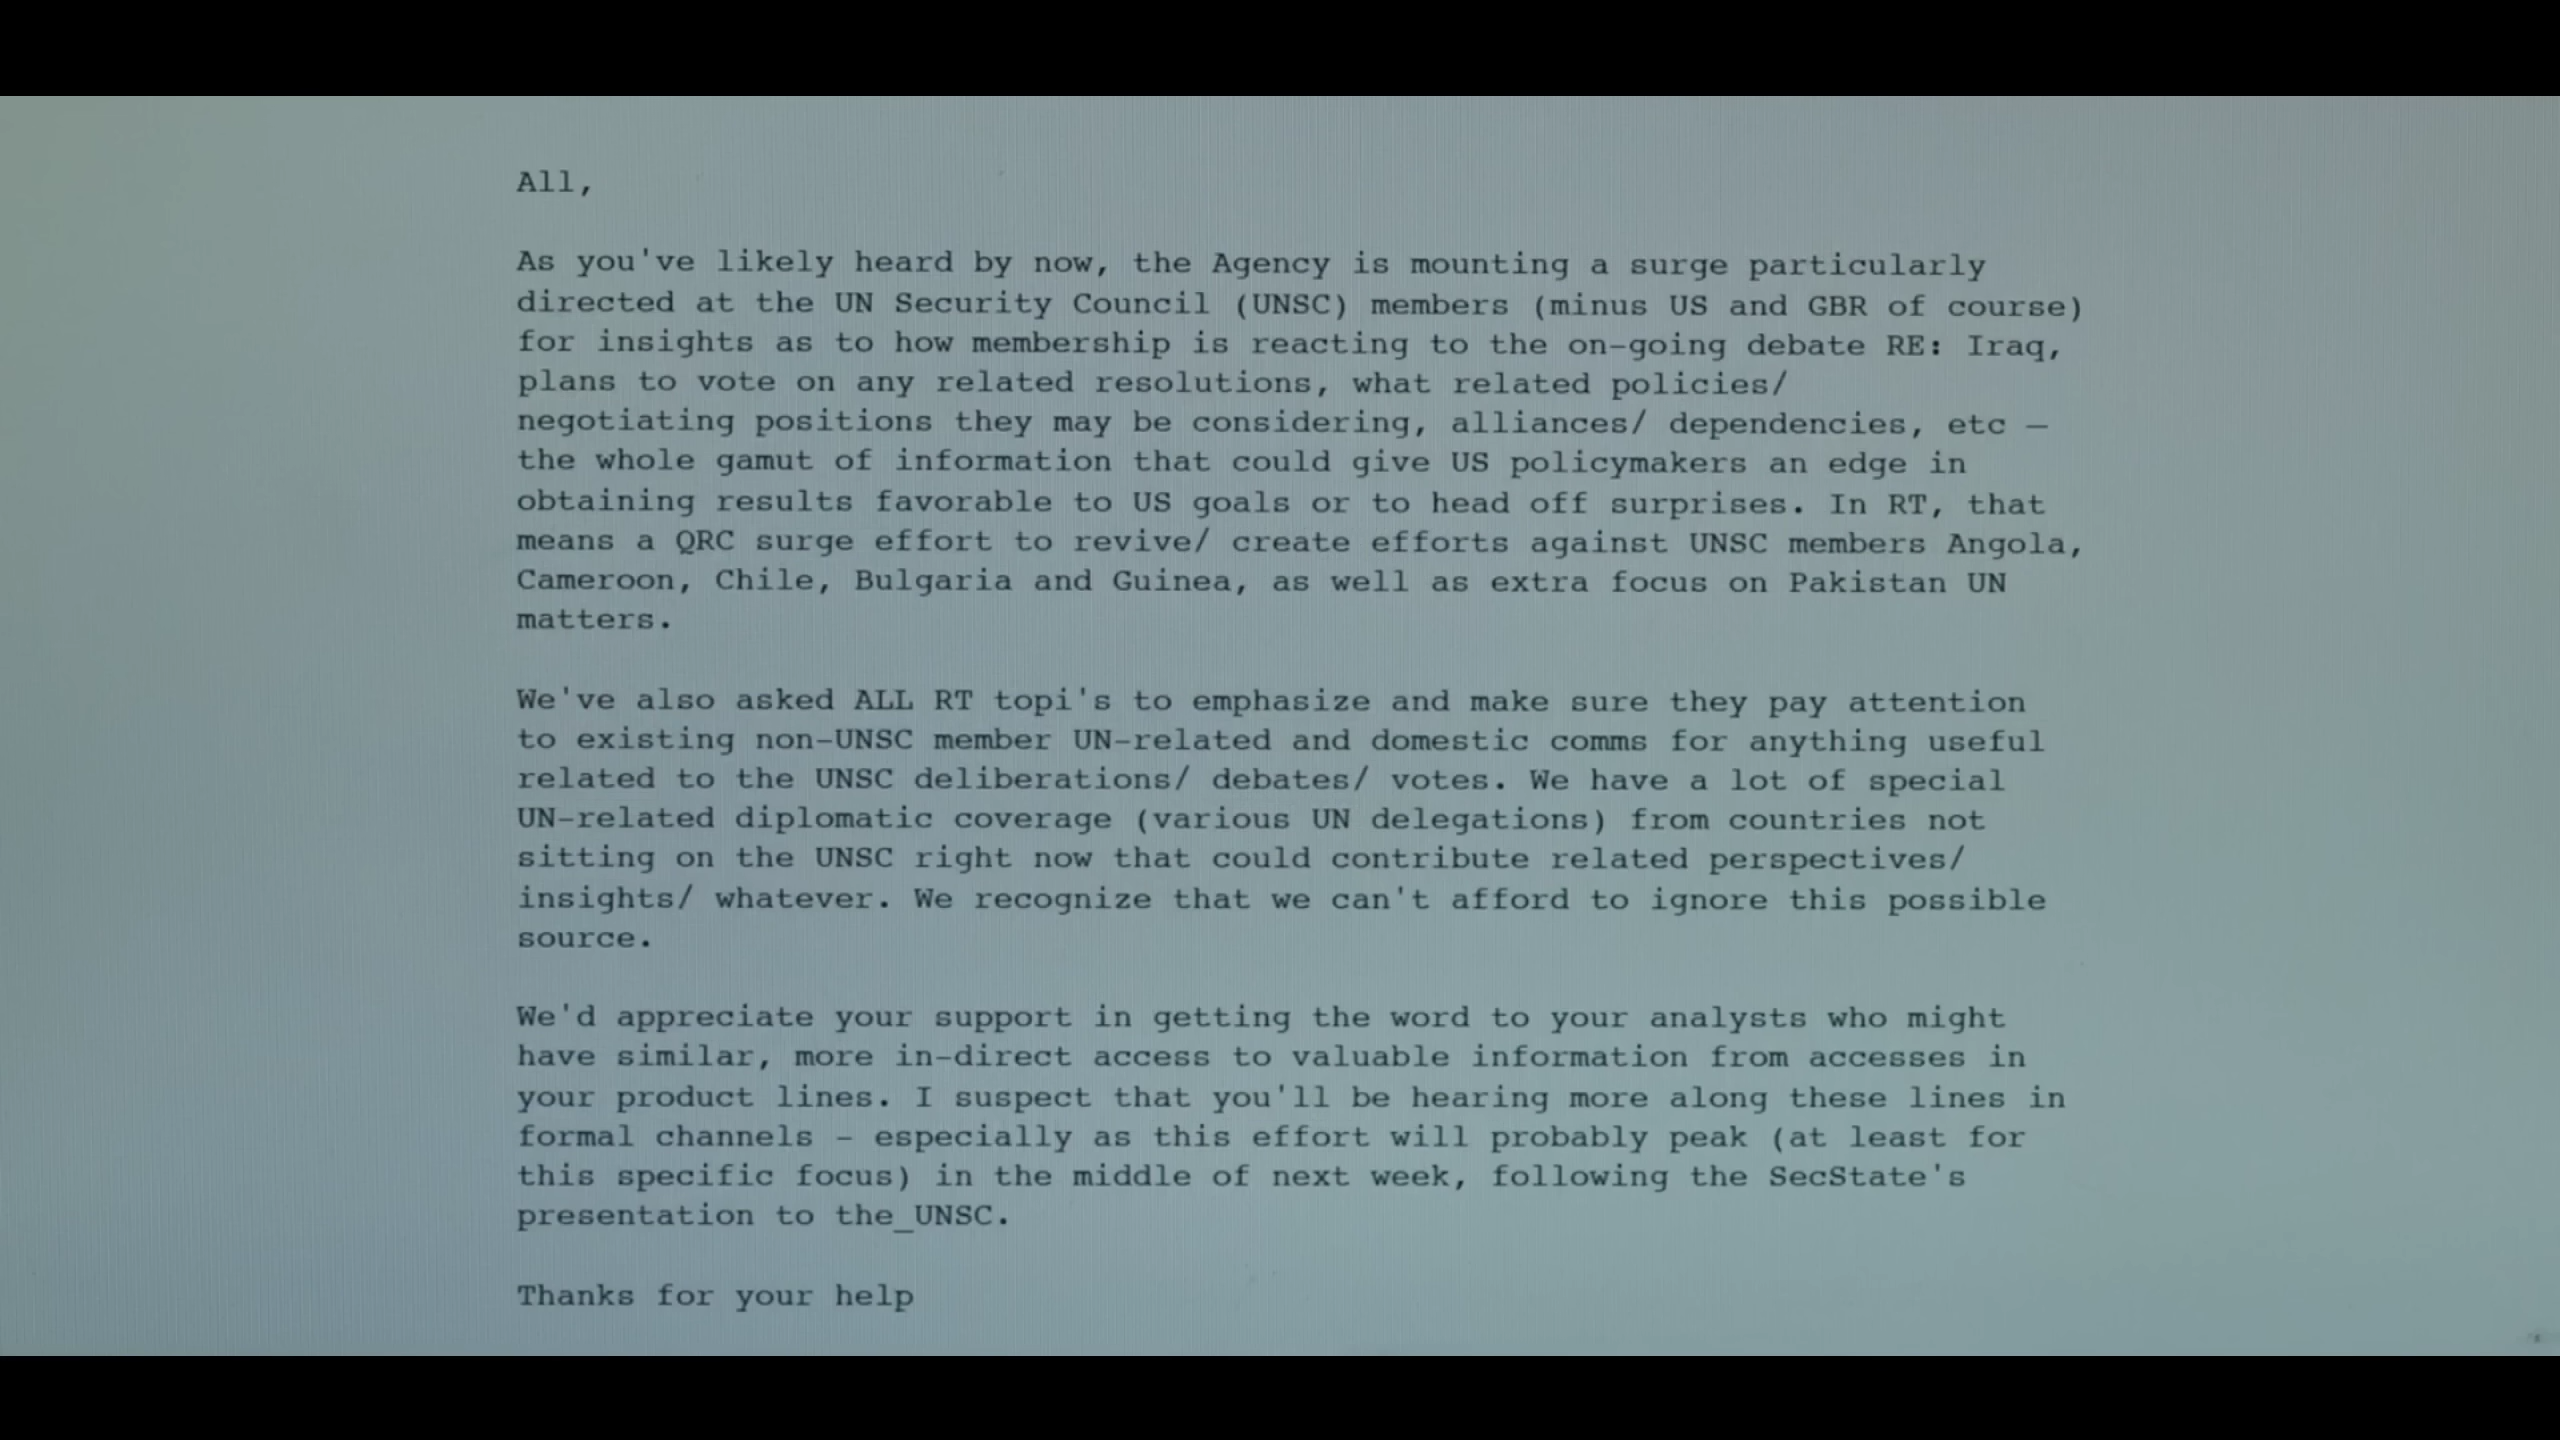 All,
As you've likely heard by now, the Agency is mounting a surge particularly
directed at the UN Security Council (UNSC) members (minus US and GBR of course)
for insights as to how membership is reacting to the on-going debate RE: Iraq,
plans to vote on any related resolutions, what related policies/
negotiating positions they may be considering, alliances/ dependencies, etc —
the whole gamut of information that could give US policymakers an edge in
obtaining results favorable to US goals or to head off surprises. In RT, that
means a QRC surge effort to revive/ create efforts against UNSC members Angola,
Cameroon, Chile, Bulgaria and Guinea, as well as extra focus on Pakistan UN
matters.
We've also asked ALL RT topi's to emphasize and make sure they pay attention
to existing non-UNSC member UN-related and domestic comms for anything useful
related to the UNSC deliberations/ debates/ votes. We have a lot of special
UN-related diplomatic coverage (various UN delegations) from countries not
sitting on the UNSC right now that could contribute related perspectives/
insights/ whatever. We recognize that we can't afford to ignore this possible
source.
We'd appreciate your support in getting the word to your analysts who might
have similar, more in-direct access to valuable information from accesses in
your product lines. I suspect that you'll be hearing more along these lines in
formal channels – especially as this effort will probably peak (at least for
this specific focus) in the middle of next week, following the SecState's
presentation to the_UNSC.
Thanks for your help